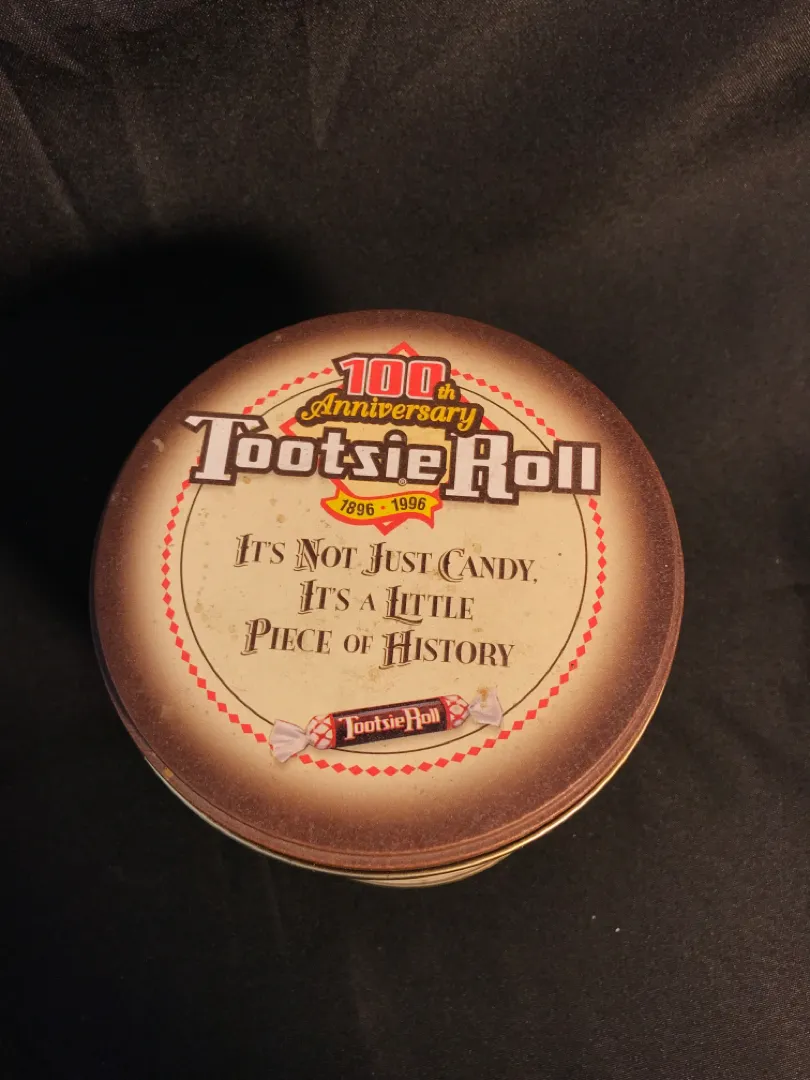 100th
Anniversary
Tootsie Roll
1896 · 1996
IT'S NOT JUST CANDY,
IT'S A LITTLE
PIECE OF HISTORY
Tootsie Roll